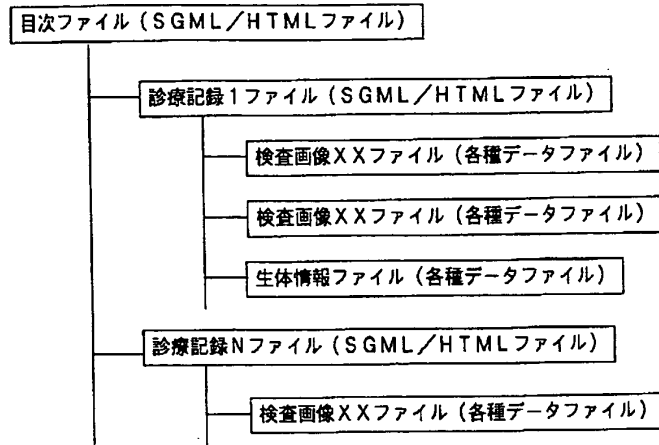 目次ファイル（ＳＧＭＬ／ＨＴＭＬファイル）
診療記録１ファイル（ＳＧＭＬ／ＨＴＭＬファイル）
検査画像ＸＸファイル（各種データファイル）
検査画像ＸＸファイル（各種データファイル）
生体情報ファイル（各種データファイル）
診療記録Ｎファイル（ＳＧＭＬ／ＨＴＭＬファイル）
検査画像ＸＸファイル（各種データファイル）